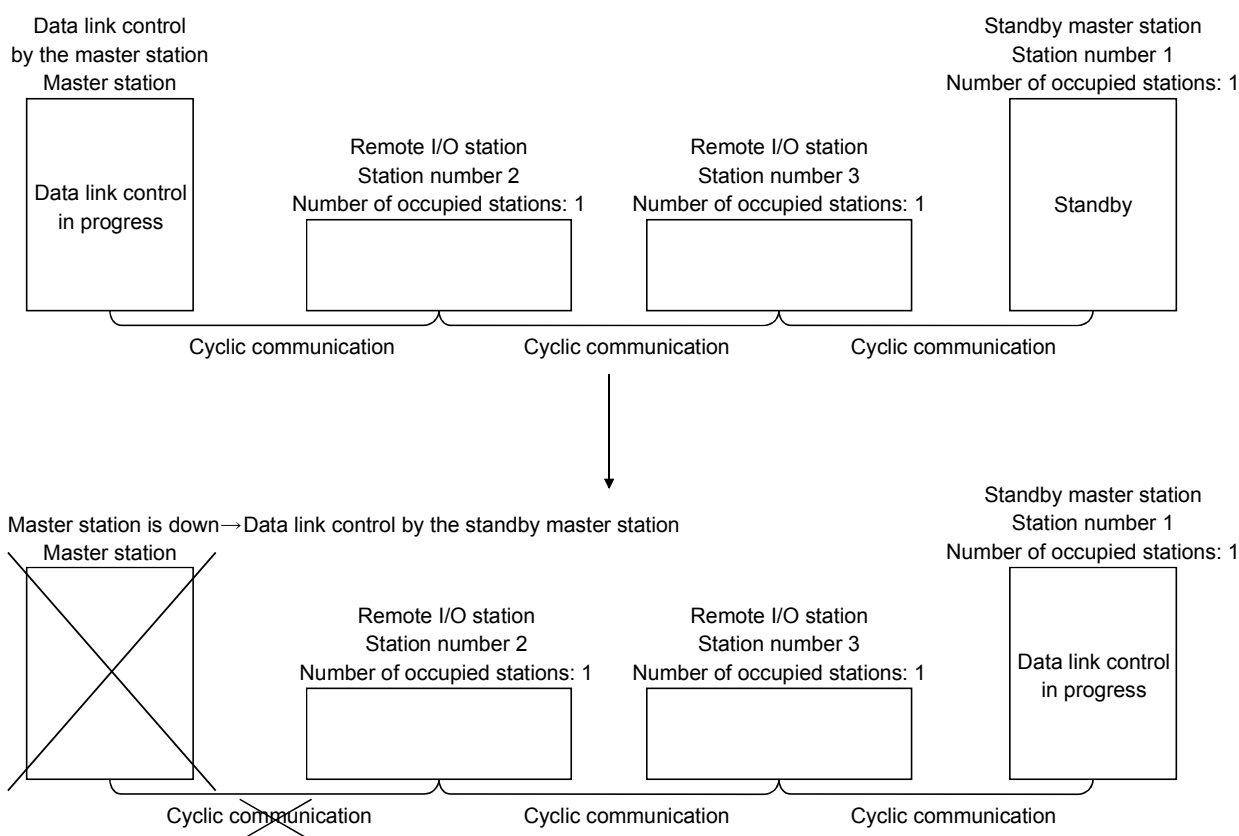 Data link control
by the master station
Master station
Data link control
in progress
Remote I/O station
Station number 2
Number of occupied stations: 1
Remote I/O station
Station number 3
Number of occupied stations: 1
Standby master station
Station number 1
Number of occupied stations: 1
Standby
Cyclic communication
Cyclic communication
Cyclic communication
Master station is down→Data link control by the standby master station
Master station
Remote I/O station
Station number 2
Number of occupied stations: 1
Remote I/O station
Station number 3
Number of occupied stations: 1
Standby master station
Station number 1
Number of occupied stations: 1
Data link control
in progress
Cyclic communication
Cyclic communication
Cyclic communication